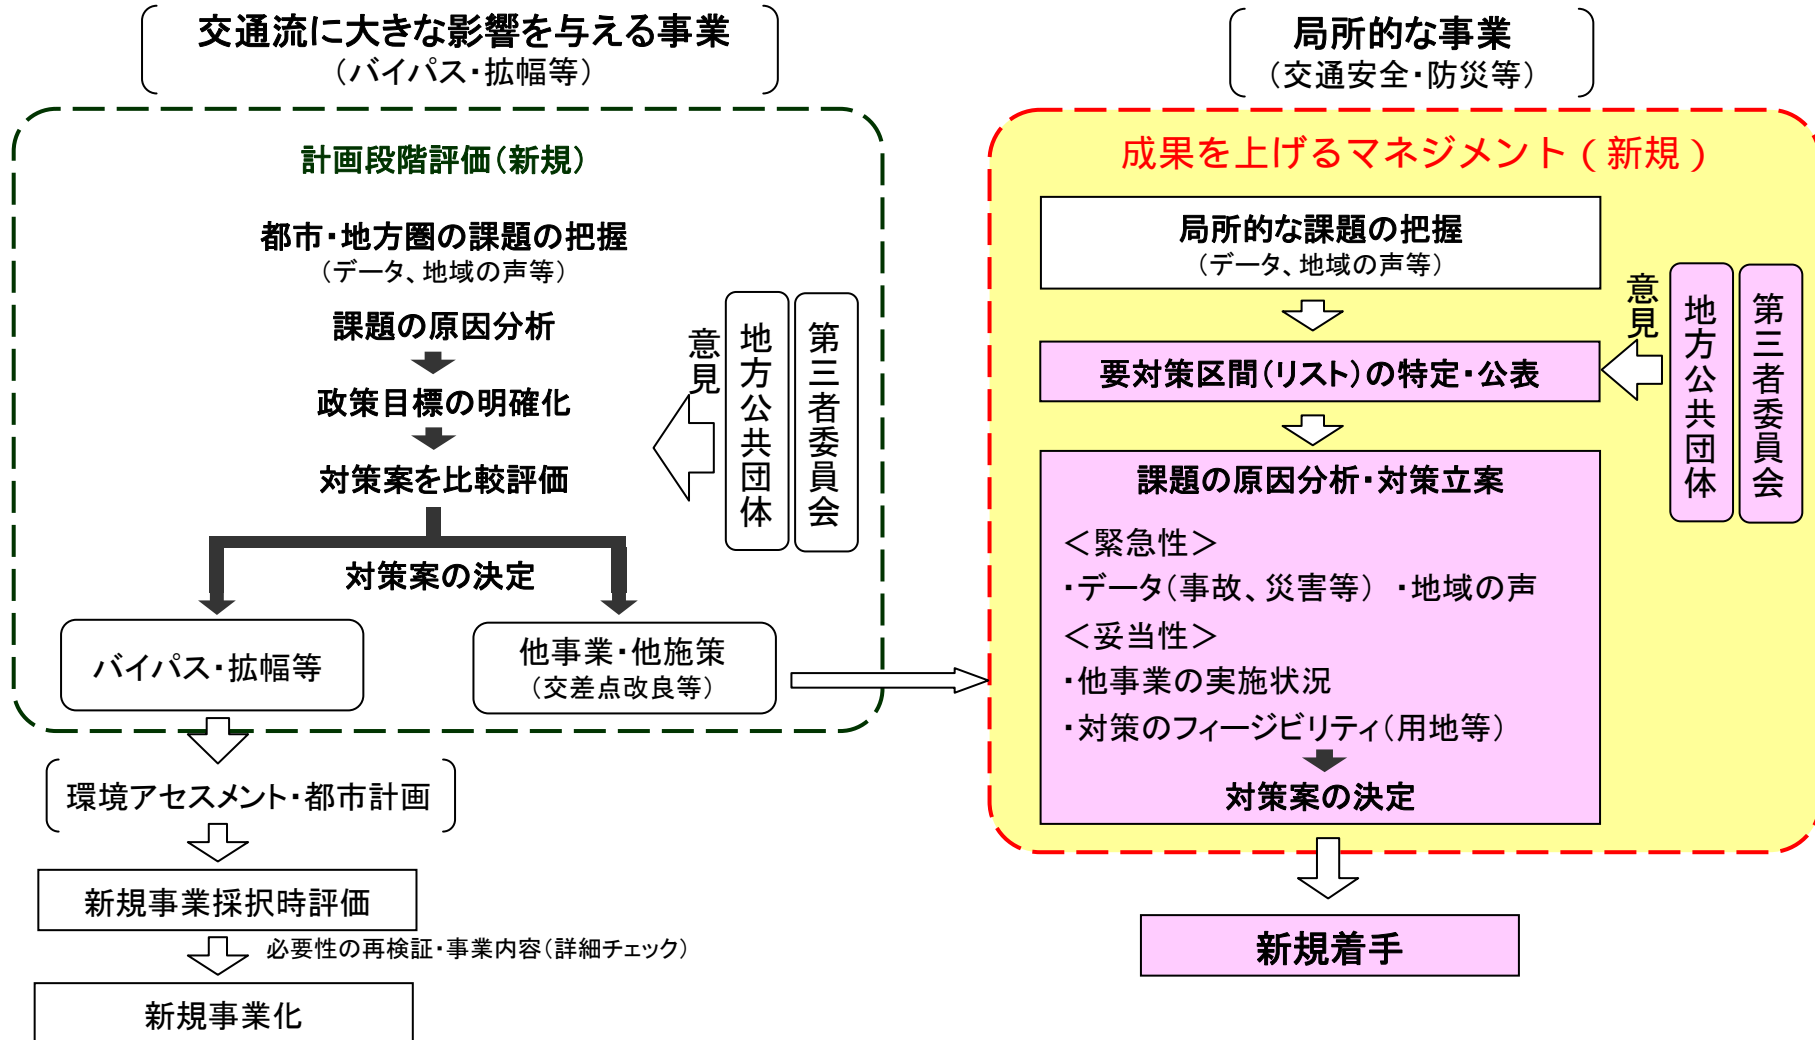 交通流に大きな影響を与える事業
（バイパス・拡幅等）
計画段階評価（新規）
都市・地方圏の課題の把握
（データ、地域の声等）
課題の原因分析
政策目標の明確化
対策案を比較評価
対策案の決定
意見
地方公共団体
第三者委員会
バイパス・拡幅等
他事業・他施策
（交差点改良等）
環境アセスメント・都市計画
新規事業採択時評価
必要性の再検証・事業内容（詳細チェック）
新規事業化
局所的な事業
（交通安全・防災等）
成果を上げるマネジメント（新規）
局所的な課題の把握
（データ、地域の声等）
要対策区間（リスト）の特定・公表
意見
地方公共団体
第三者委員会
課題の原因分析・対策立案
＜緊急性＞
・データ（事故、災害等） ・地域の声
＜妥当性＞
・他事業の実施状況
・対策のフィージビリティ（用地等）
対策案の決定
新規着手